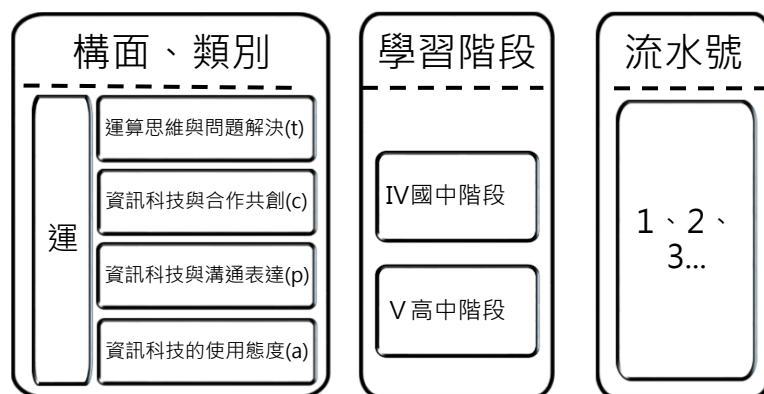 構面、類別
運
運算思維與問題解決(t)
資訊科技與合作共創(c)
資訊科技與溝通表達(p)
資訊科技的使用態度(a)
學習階段
IV國中階段
V高中階段
流水號
1、2、
3...